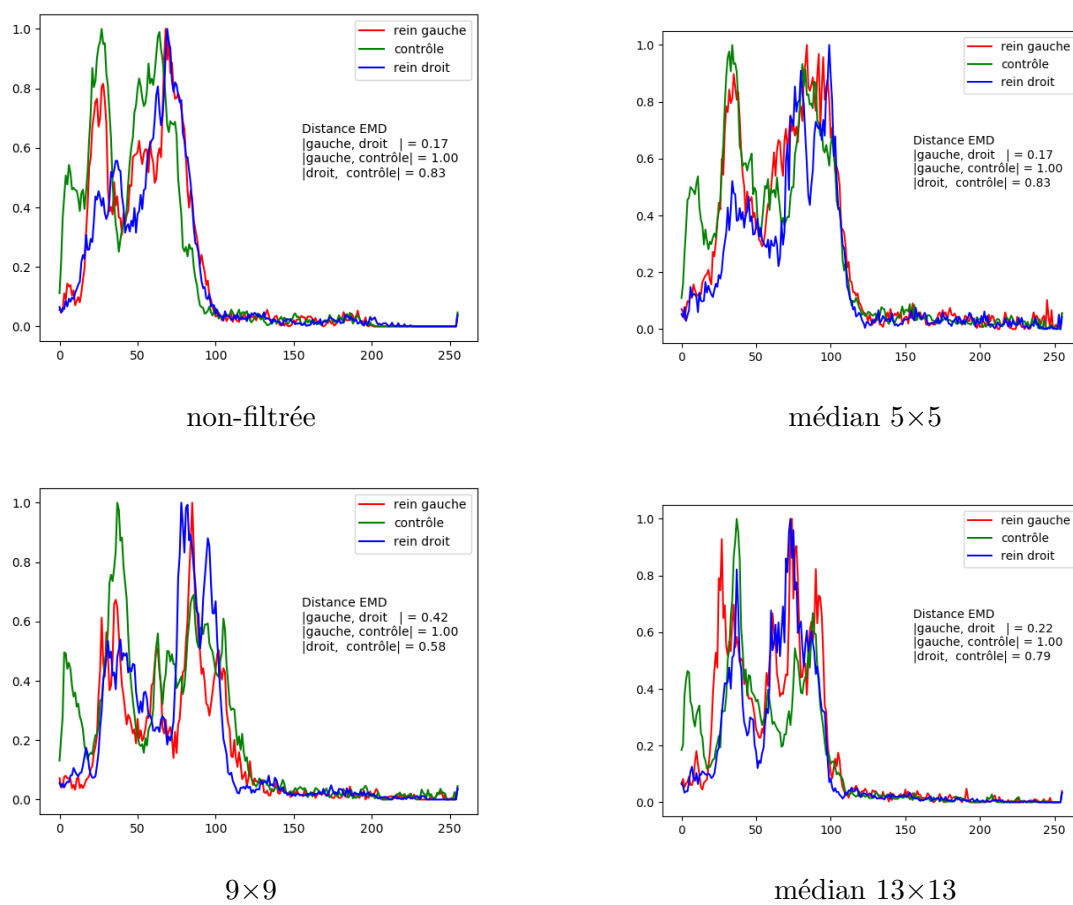 1.0
0.8
0.6
0.4
0.2
0.0
0 50 100 150 200 250
rein gauche
contrôle
rein droit
Distance EMD
|gauche, droit | = 0.17
|gauche, contrôle| = 1.00
|droit, contrôle| = 0.83
non-filtrée
1.0
0.8
0.6
0.4
0.2
0.0
0 50 100 150 200 250
rein gauche
contrôle
rein droit
Distance EMD
|gauche, droit | = 0.17
|gauche, contrôle| = 1.00
|droit, contrôle| = 0.83
médian 5×5
1.0
0.8
0.6
0.4
0.2
0.0
0 50 100 150 200 250
rein gauche
contrôle
rein droit
Distance EMD
|gauche, droit | = 0.42
|gauche, contrôle| = 1.00
|droit, contrôle| = 0.58
9×9
1.0
0.8
0.6
0.4
0.2
0.0
0 50 100 150 200 250
rein gauche
contrôle
rein droit
Distance EMD
|gauche, droit | = 0.22
|gauche, contrôle| = 1.00
|droit, contrôle| = 0.79
médian 13×13